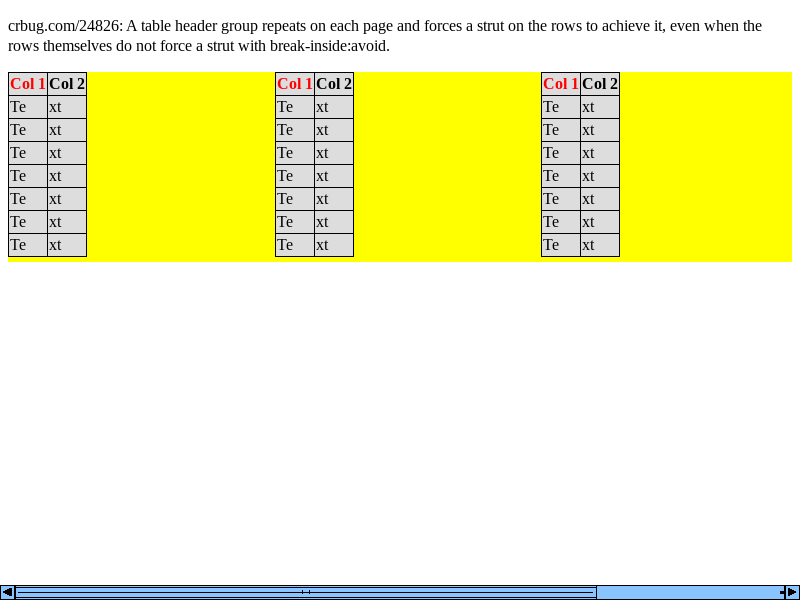 crbug.com/24826: A table header group repeats on each page and forces a strut on the rows to achieve it, even when the
rows themselves do not force a strut with break-inside:avoid.
Col 1 Col 2 Col 1 Col 2 Col 1 Col 2
Te xt Te xt Te xt
Te xt Te xt Te xt
Te xt Te xt Te xt
Te xt Te xt Te xt
Te xt Te xt Te xt
Te xt Te xt Te xt
Te xt Te xt Te xt